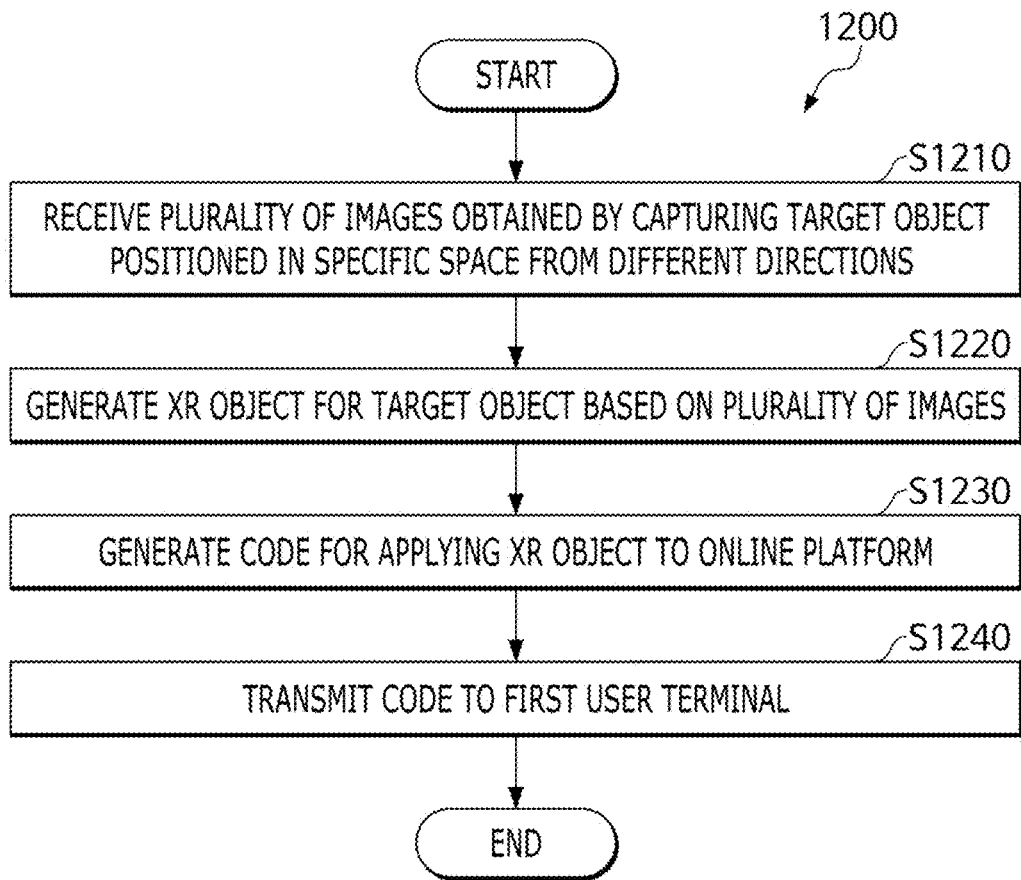 1200
START
S1210
RECEIVE PLURALITY OF IMAGES OBTAINED BY CAPTURING TARGET OBJECT
POSITIONED IN SPECIFIC SPACE FROM DIFFERENT DIRECTIONS
S1220
GENERATE XR OBJECT FOR TARGET OBJECT BASED ON PLURALITY OF IMAGES
S1230
GENERATE CODE FOR APPLYING XR OBJECT TO ONLINE PLATFORM
S1240
TRANSMIT CODE TO FIRST USER TERMINAL
END